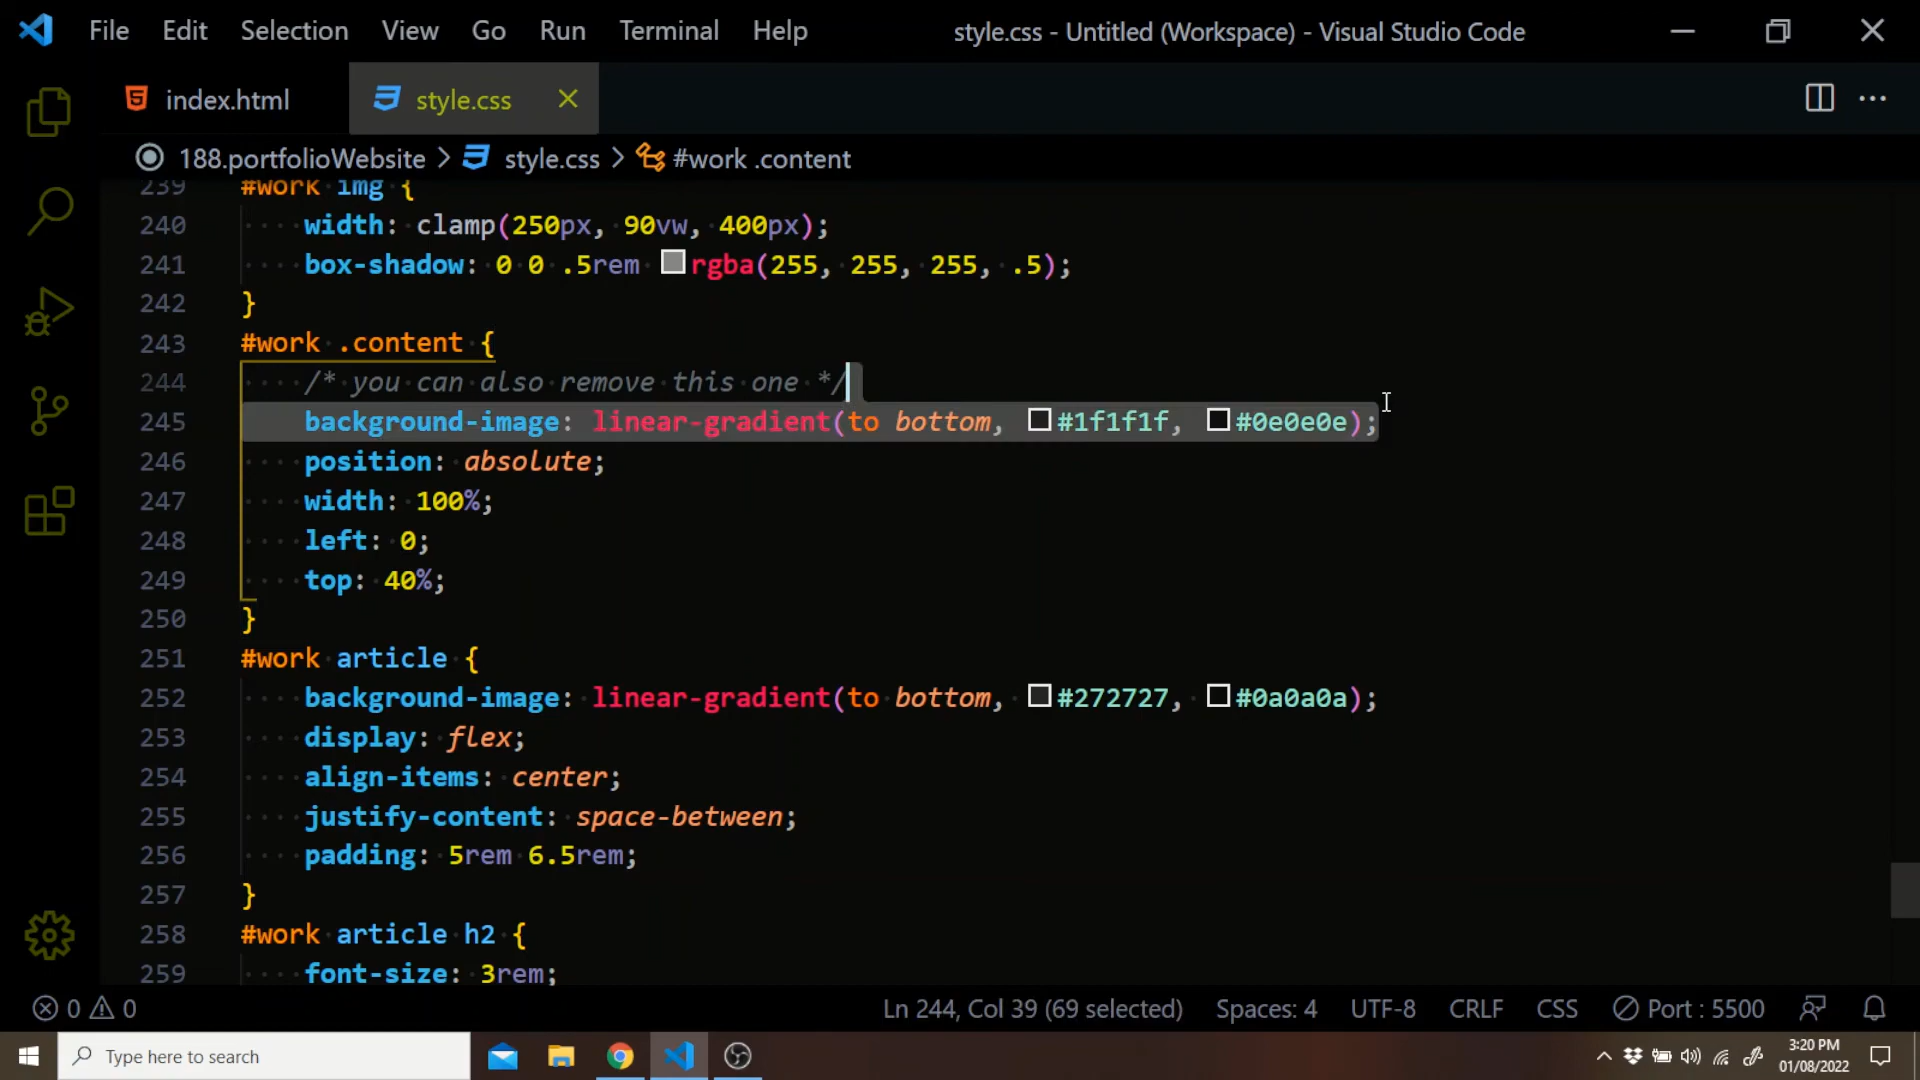 File Edit Selection View Go Run Terminal Help style.css - Untitled (Workspace) - Visual Studio Code
index.html style.css
188.portfolioWebsite > style.css > #work .content
239 #work img {
240 width: clamp(250px, 90vw, 400px);
241 box-shadow: 0 0 .5rem rgba(255, 255, 255, .5);
242 }
243 #work .content {
244 /* you can also remove this one */
245 background-image: linear-gradient(to bottom, #1f1f1f, #0e0e0e);
246 position: absolute;
247 width: 100%;
248 left: 0;
249 top: 40%;
250 }
251 #work article {
252 background-image: linear-gradient(to bottom, #272727, #0a0a0a);
253 display: flex;
254 align-items: center;
255 justify-content: space-between;
256 padding: 5rem 6.5rem;
257 }
258 #work article h2 {
259 font-size: 3rem;
0 0 Ln 244, Col 39 (69 selected) Spaces: 4 UTF-8 CRLF CSS Port : 5500
Type here to search
3:20 PM
01/08/2022